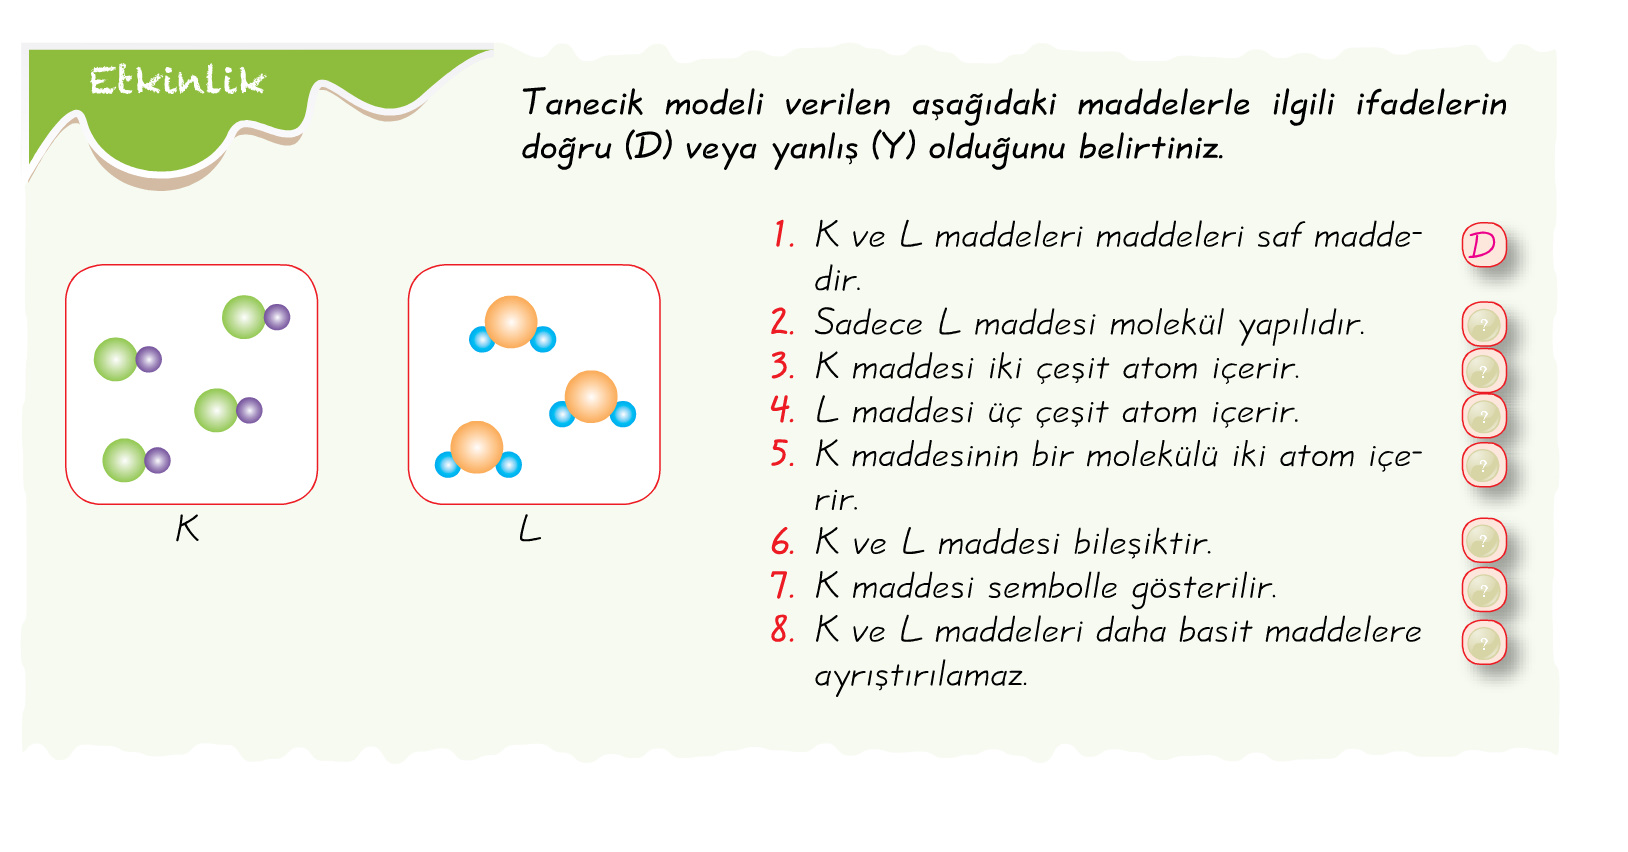 Etkinlik
Tanecik modeli verilen aşağıdaki maddelerle ilgili ifadelerin
doğru (D) veya yanlış (Y) olduğunu belirtiniz.
1. K ve L maddeleri maddeleri saf madde-
dir.
D
2. Sadece L maddesi molekül yapılıdır.
?
3. K maddesi iki çeşit atom içerir.
?
4. L maddesi üç çeşit atom içerir.
?
5. K maddesinin bir molekülü iki atom içe-
rir.
?
6. K ve L maddesi bileşiktir.
?
7. K maddesi sembolle gösterilir.
?
8. K ve L maddeleri daha basit maddelere
ayrıştırılamaz.
?
K
L